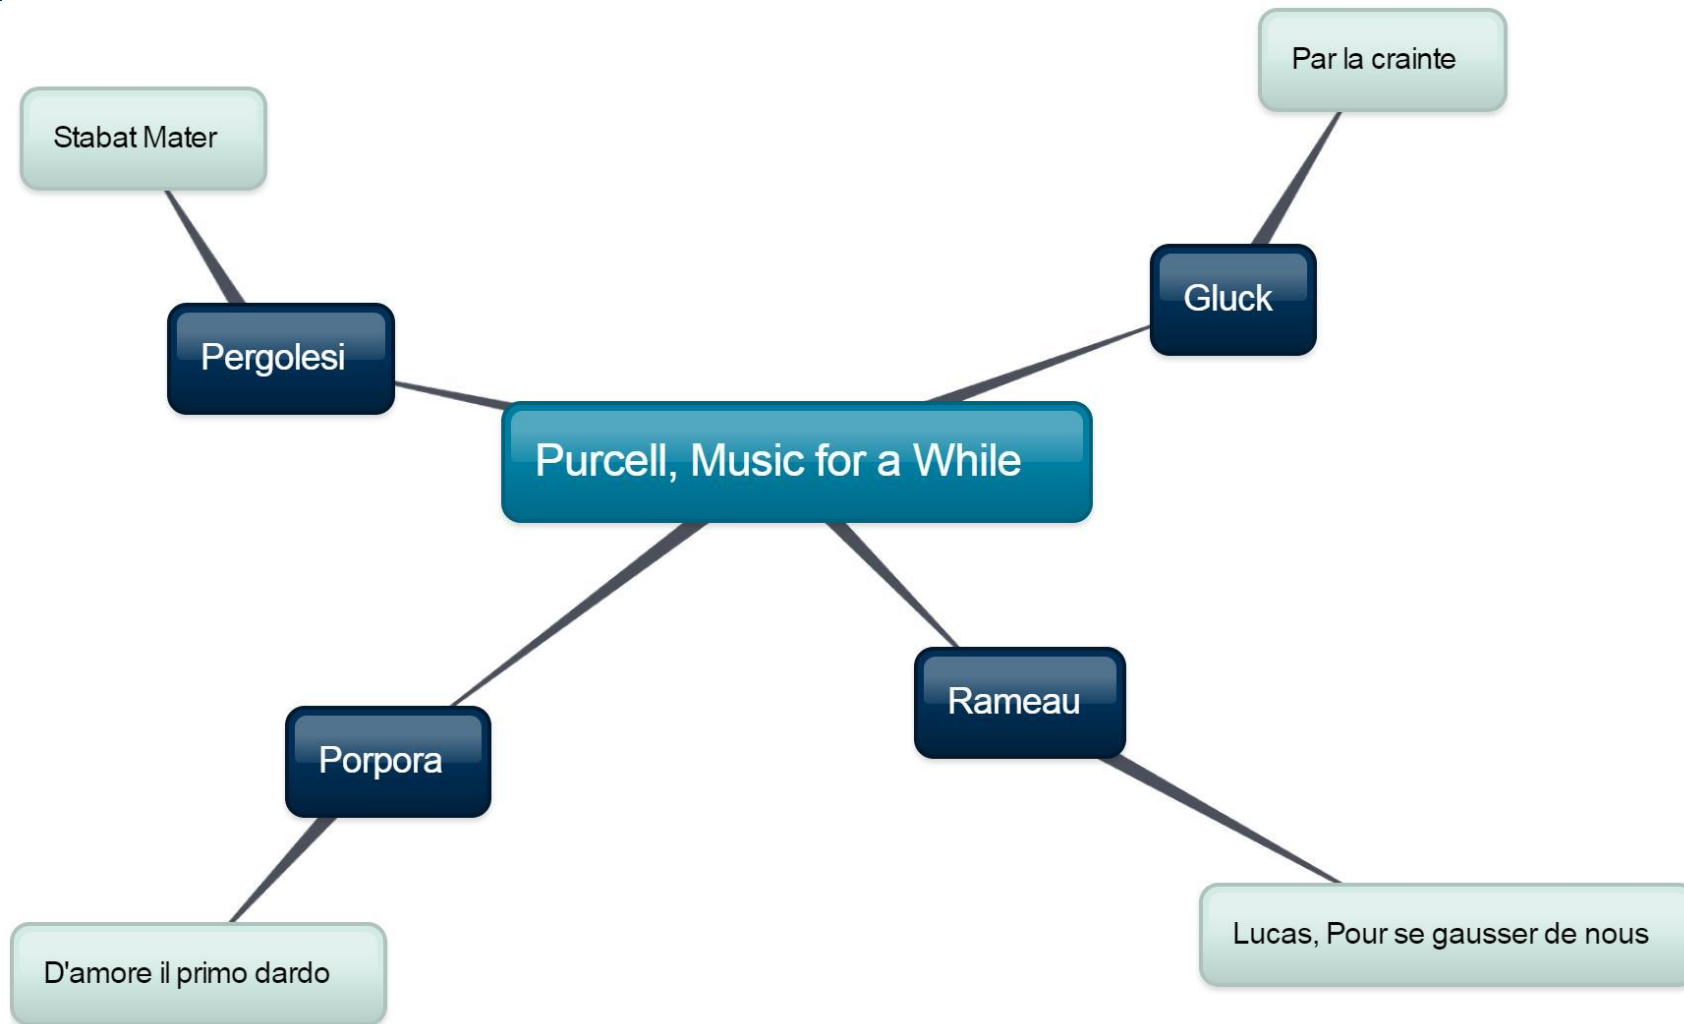 Par la crainte
Stabat Mater
Gluck
Pergolesi
Purcell, Music for a While
Rameau
Porpora
Lucas, Pour se gausser de nous
D'amore il primo dardo